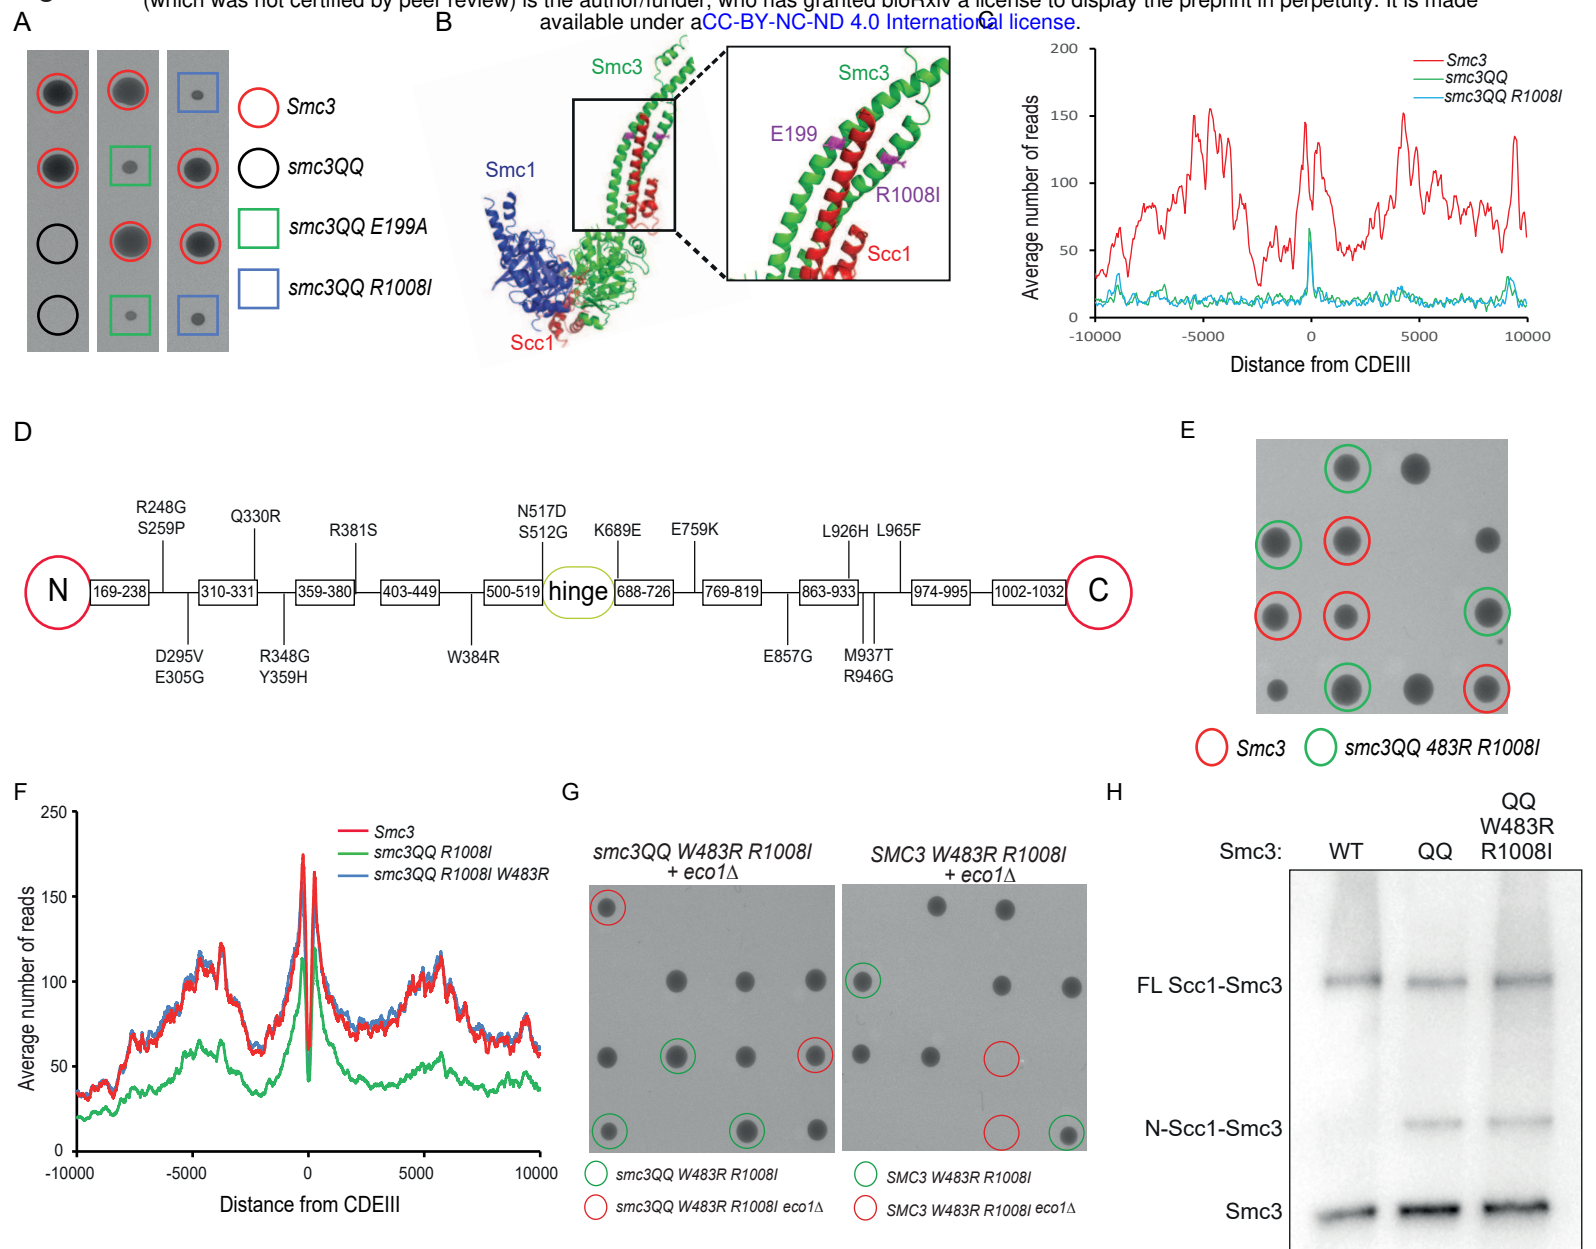 (which was not certified by peer review) is the author/funder, who has granted bioRxiv a license to display the preprint in perpetuity. It is made
available under aCC-BY-NC-ND 4.0 International license.
A
Smc3
smc3QQ
smc3QQ E199A
smc3QQ R1008I
B
Smc3
Smc1
Scc1
Smc3
E199
R1008I
Scc1
C
Average number of reads
200
150
100
50
0
-10000
-5000
0
5000
10000
Distance from CDEIII
Smc3
smc3QQ
smc3QQ R1008I
D
R248G
S259P
Q330R
R381S
N517D
S512G
K689E
E759K
L926H
L965F
N
169-238
310-331
359-380
403-449
500-519
hinge
688-726
769-819
863-933
974-995
1002-1032
C
D295V
E305G
R348G
Y359H
W384R
E857G
M937T
R946G
E
Smc3
smc3QQ 483R R1008I
F
Average number of reads
250
150
100
50
0
-10000
-5000
0
5000
10000
Distance from CDEIII
Smc3
smc3QQ R1008I
smc3QQ R1008I W483R
G
smc3QQ W483R R1008I
+ eco1Δ
SMC3 W483R R1008I
+ eco1Δ
smc3QQ W483R R1008I
smc3QQ W483R R1008I eco1Δ
SMC3 W483R R1008I
SMC3 W483R R1008I eco1Δ
H
Smc3:
WT
QQ
QQ
W483R
R1008I
FL Scc1-Smc3
N-Scc1-Smc3
Smc3